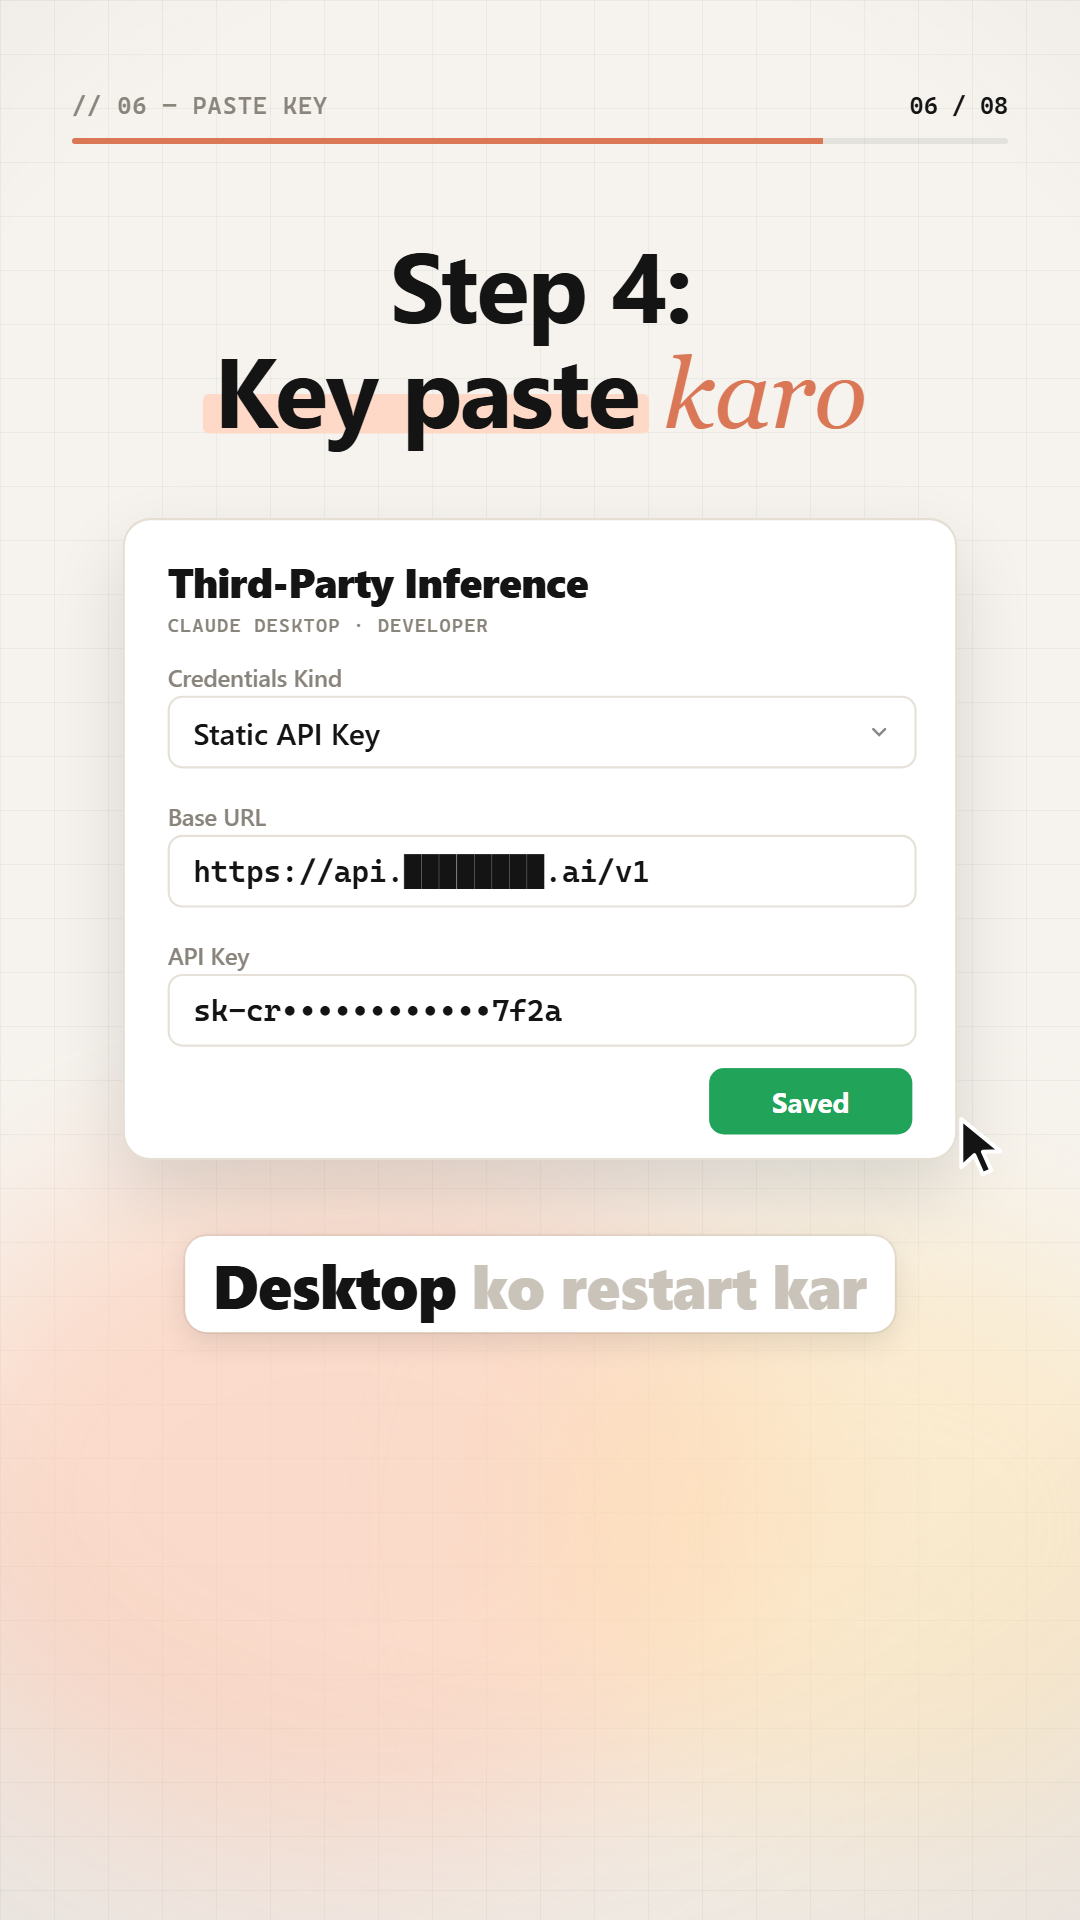 // 06 — PASTE KEY
06 / 08
Step 4:
Key paste karo
Third-Party Inference
CLAUDE DESKTOP · DEVELOPER
Credentials Kind
Static API Key
Base URL
https://api.████████.ai/v1
API Key
sk-cr••••••••••••7f2a
Saved
Desktop ko restart kar